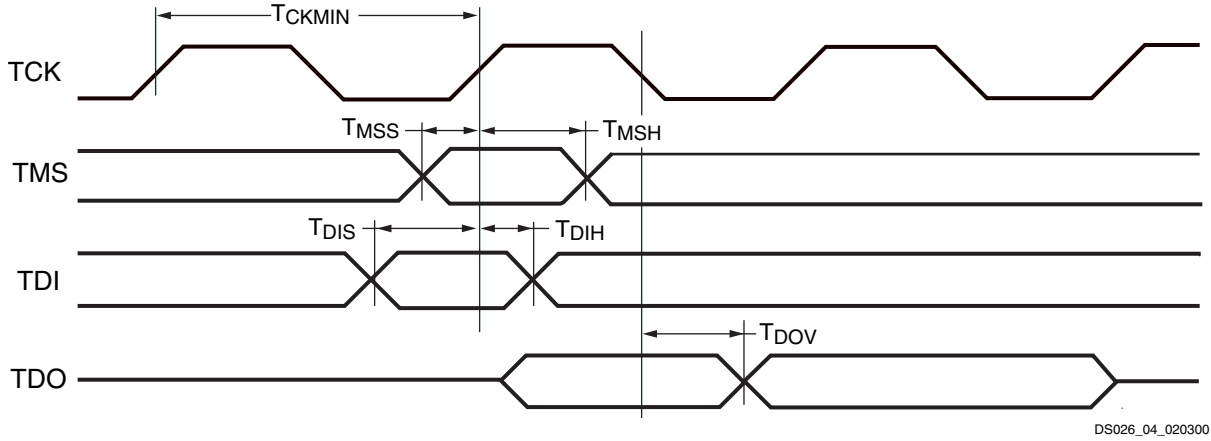 TCKMIN
TCK
TMSS TMSH
TMS
TDIS TDIH
TDI
TDOV
TDO
DS026_04_020300